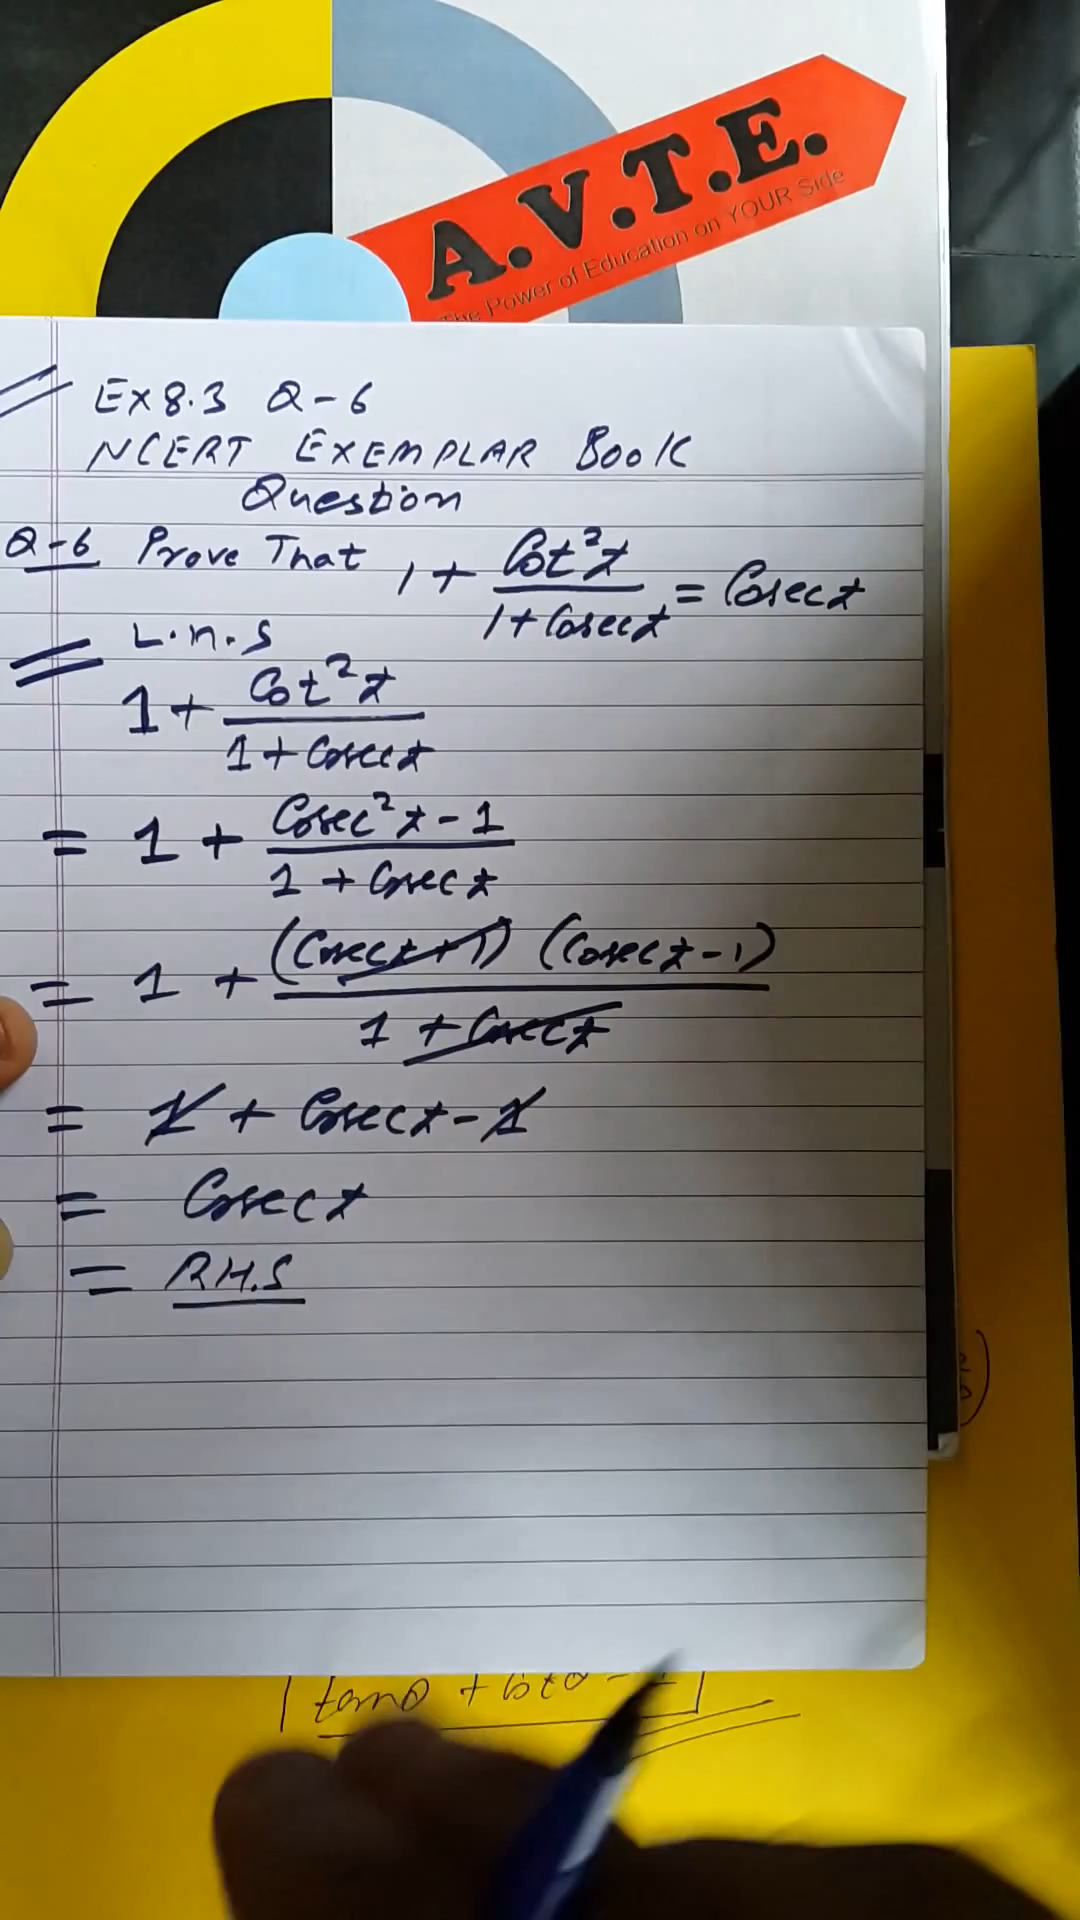 A.V.T.E.
The Power of Education on YOUR Side
Ex 8.3 Q-6
NCERT EXEMPLAR Book
Question
Q-6 Prove That 1 + Cot²x / 1 + Cosecx = Cosecx
L.H.S
1 + Cot²x / 1 + Cosecx
= 1 + Cosec²x - 1 / 1 + Cosecx
= 1 + (Cosecx + 1) (Cosecx - 1) / 1 + Cosecx
= 1 + Cosecx - 1
= Cosecx
= R.H.S
tanθ + Cotθ =